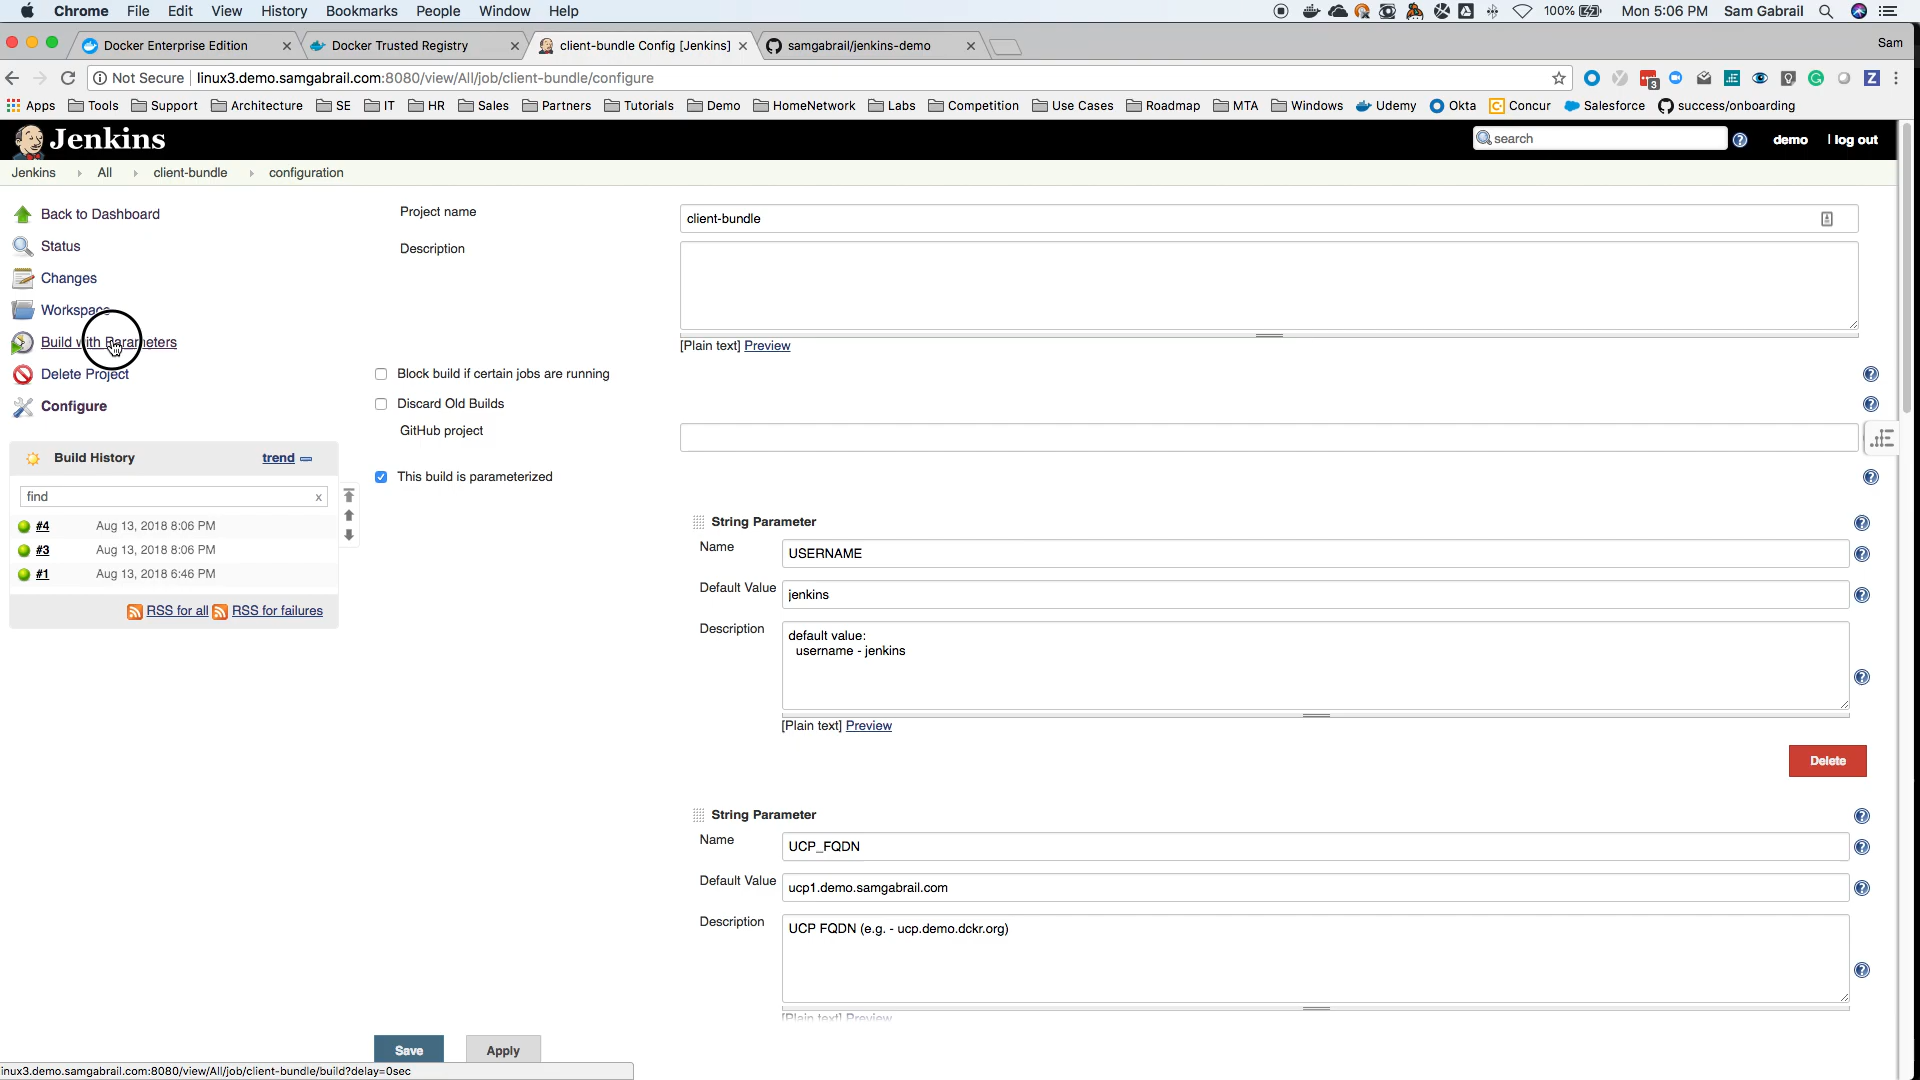 Chrome File Edit View History Bookmarks People Window Help 100% Mon 5:06 PM Sam Gabrail
Docker Enterprise Edition Docker Trusted Registry client-bundle Config [Jenkins] samgabrail/jenkins-demo Sam
Not Secure linux3.demo.samgabrail.com:8080/view/All/job/client-bundle/configure 3 Z
Apps Tools Support Architecture SE IT HR Sales Partners Tutorials Demo HomeNetwork Labs Competition Use Cases Roadmap MTA Windows Udemy Okta Concur Salesforce success/onboarding
Jenkins search demo | log out
Jenkins All client-bundle configuration
Back to Dashboard
Status
Changes
Workspace
Build with Parameters
Delete Project
Configure
Build History trend
find x
#4 Aug 13, 2018 8:06 PM
#3 Aug 13, 2018 8:06 PM
#1 Aug 13, 2018 6:46 PM
RSS for all RSS for failures
Project name client-bundle
Description
[Plain text] Preview
Block build if certain jobs are running
Discard Old Builds
GitHub project
This build is parameterized
String Parameter
Name USERNAME
Default Value jenkins
Description default value:
username - jenkins
[Plain text] Preview
Delete
String Parameter
Name UCP_FQDN
Default Value ucp1.demo.samgabrail.com
Description UCP FQDN (e.g. - ucp.demo.dckr.org)
[Plain text] Preview
Save Apply
inux3.demo.samgabrail.com:8080/view/All/job/client-bundle/build?delay=0sec